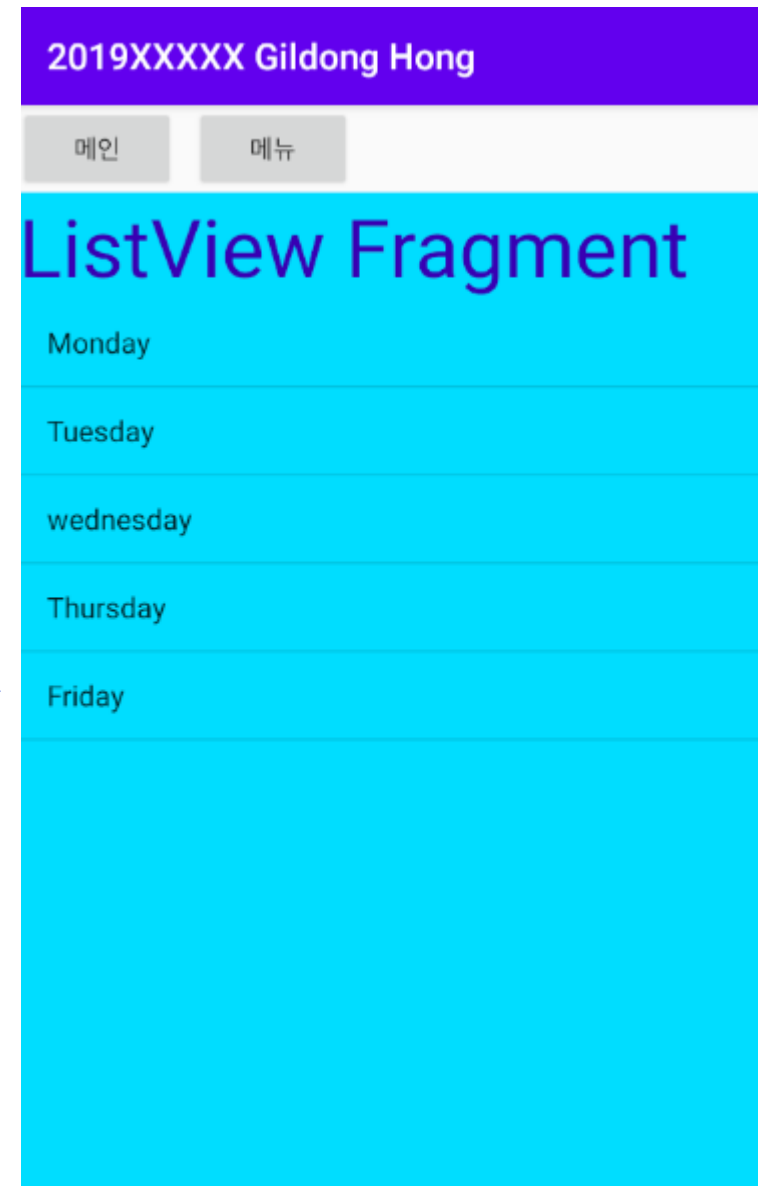 2019XXXXX Gildong Hong
메인 메뉴
ListView Fragment
Monday
Tuesday
wednesday
Thursday
Friday